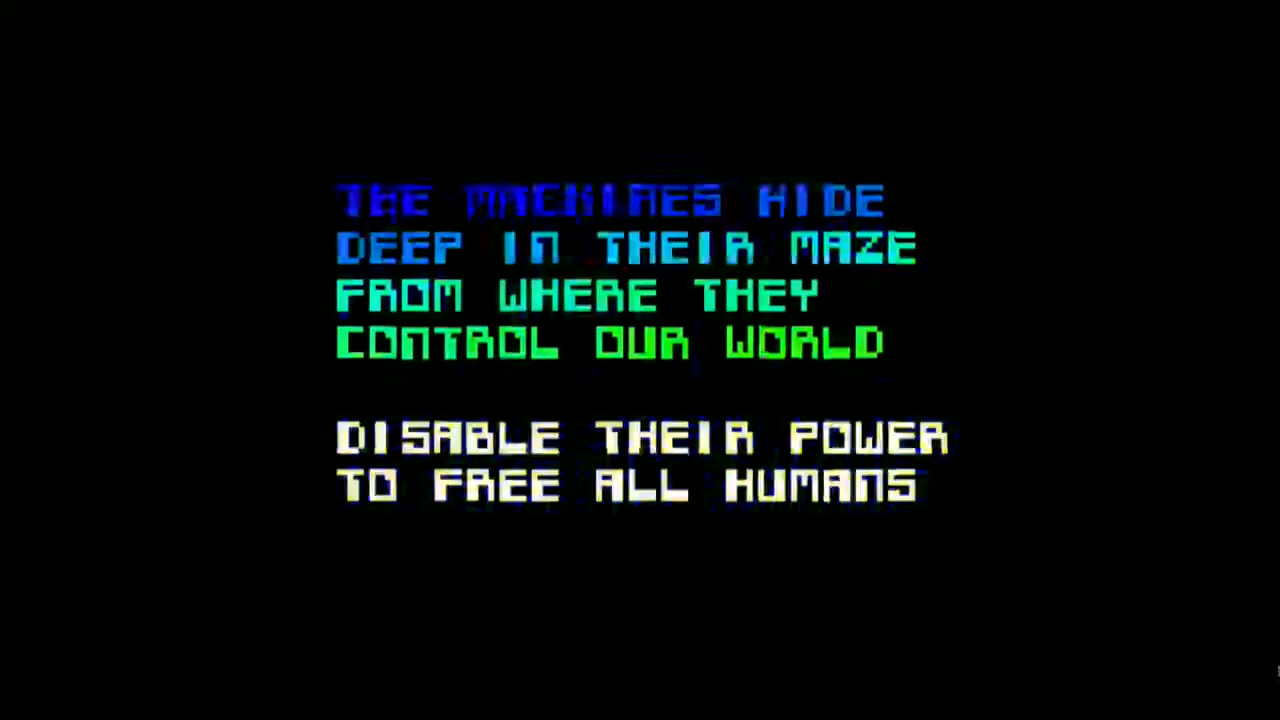 THE MACHINES HIDE
DEEP IN THEIR MAZE
FROM WHERE THEY
CONTROL OUR WORLD
DISABLE THEIR POWER
TO FREE ALL HUMANS